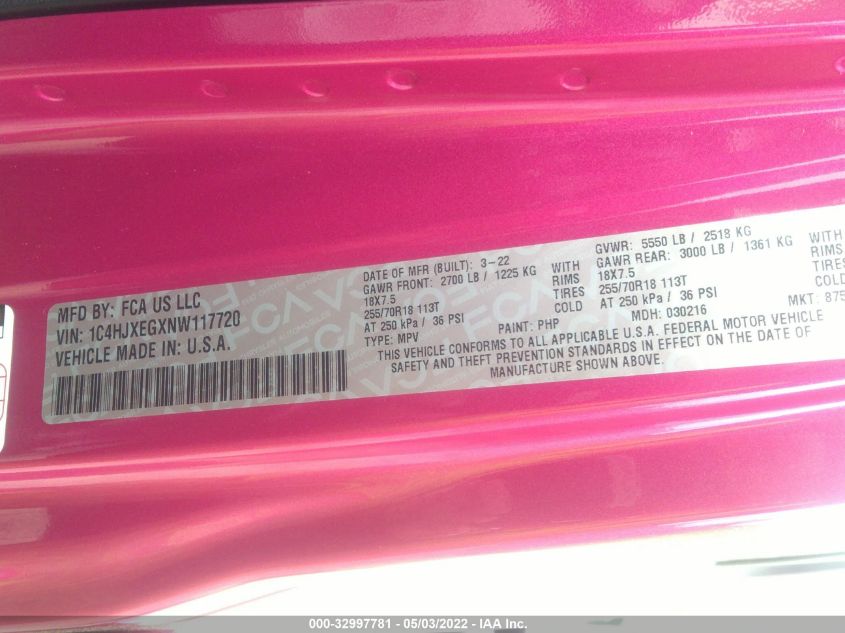 MFD BY: FCA US LLC
VIN: 1C4HJXEGXNW117720
VEHICLE MADE IN: U.S.A.
DATE OF MFR (BUILT): 3-22
GAWR FRONT: 2700 LB / 1225 KG WITH
18X7.5 RIMS
255/70R18 113T TIRES
AT 250 kPa / 36 PSI COLD
TYPE: MPV PAINT: PHP
GVWR: 5550 LB / 2518 KG
GAWR REAR: 3000 LB / 1361 KG WITH
18X7.5 RIMS
255/70R18 113T TIRES
AT 250 kPa / 36 PSI COLD
MDH: 030216 MKT: 875
THIS VEHICLE CONFORMS TO ALL APPLICABLE U.S.A. FEDERAL MOTOR VEHICLE
SAFETY AND THEFT PREVENTION STANDARDS IN EFFECT ON THE DATE OF
MANUFACTURE SHOWN ABOVE.
000-32997781 - 05/03/2022 - IAA Inc.